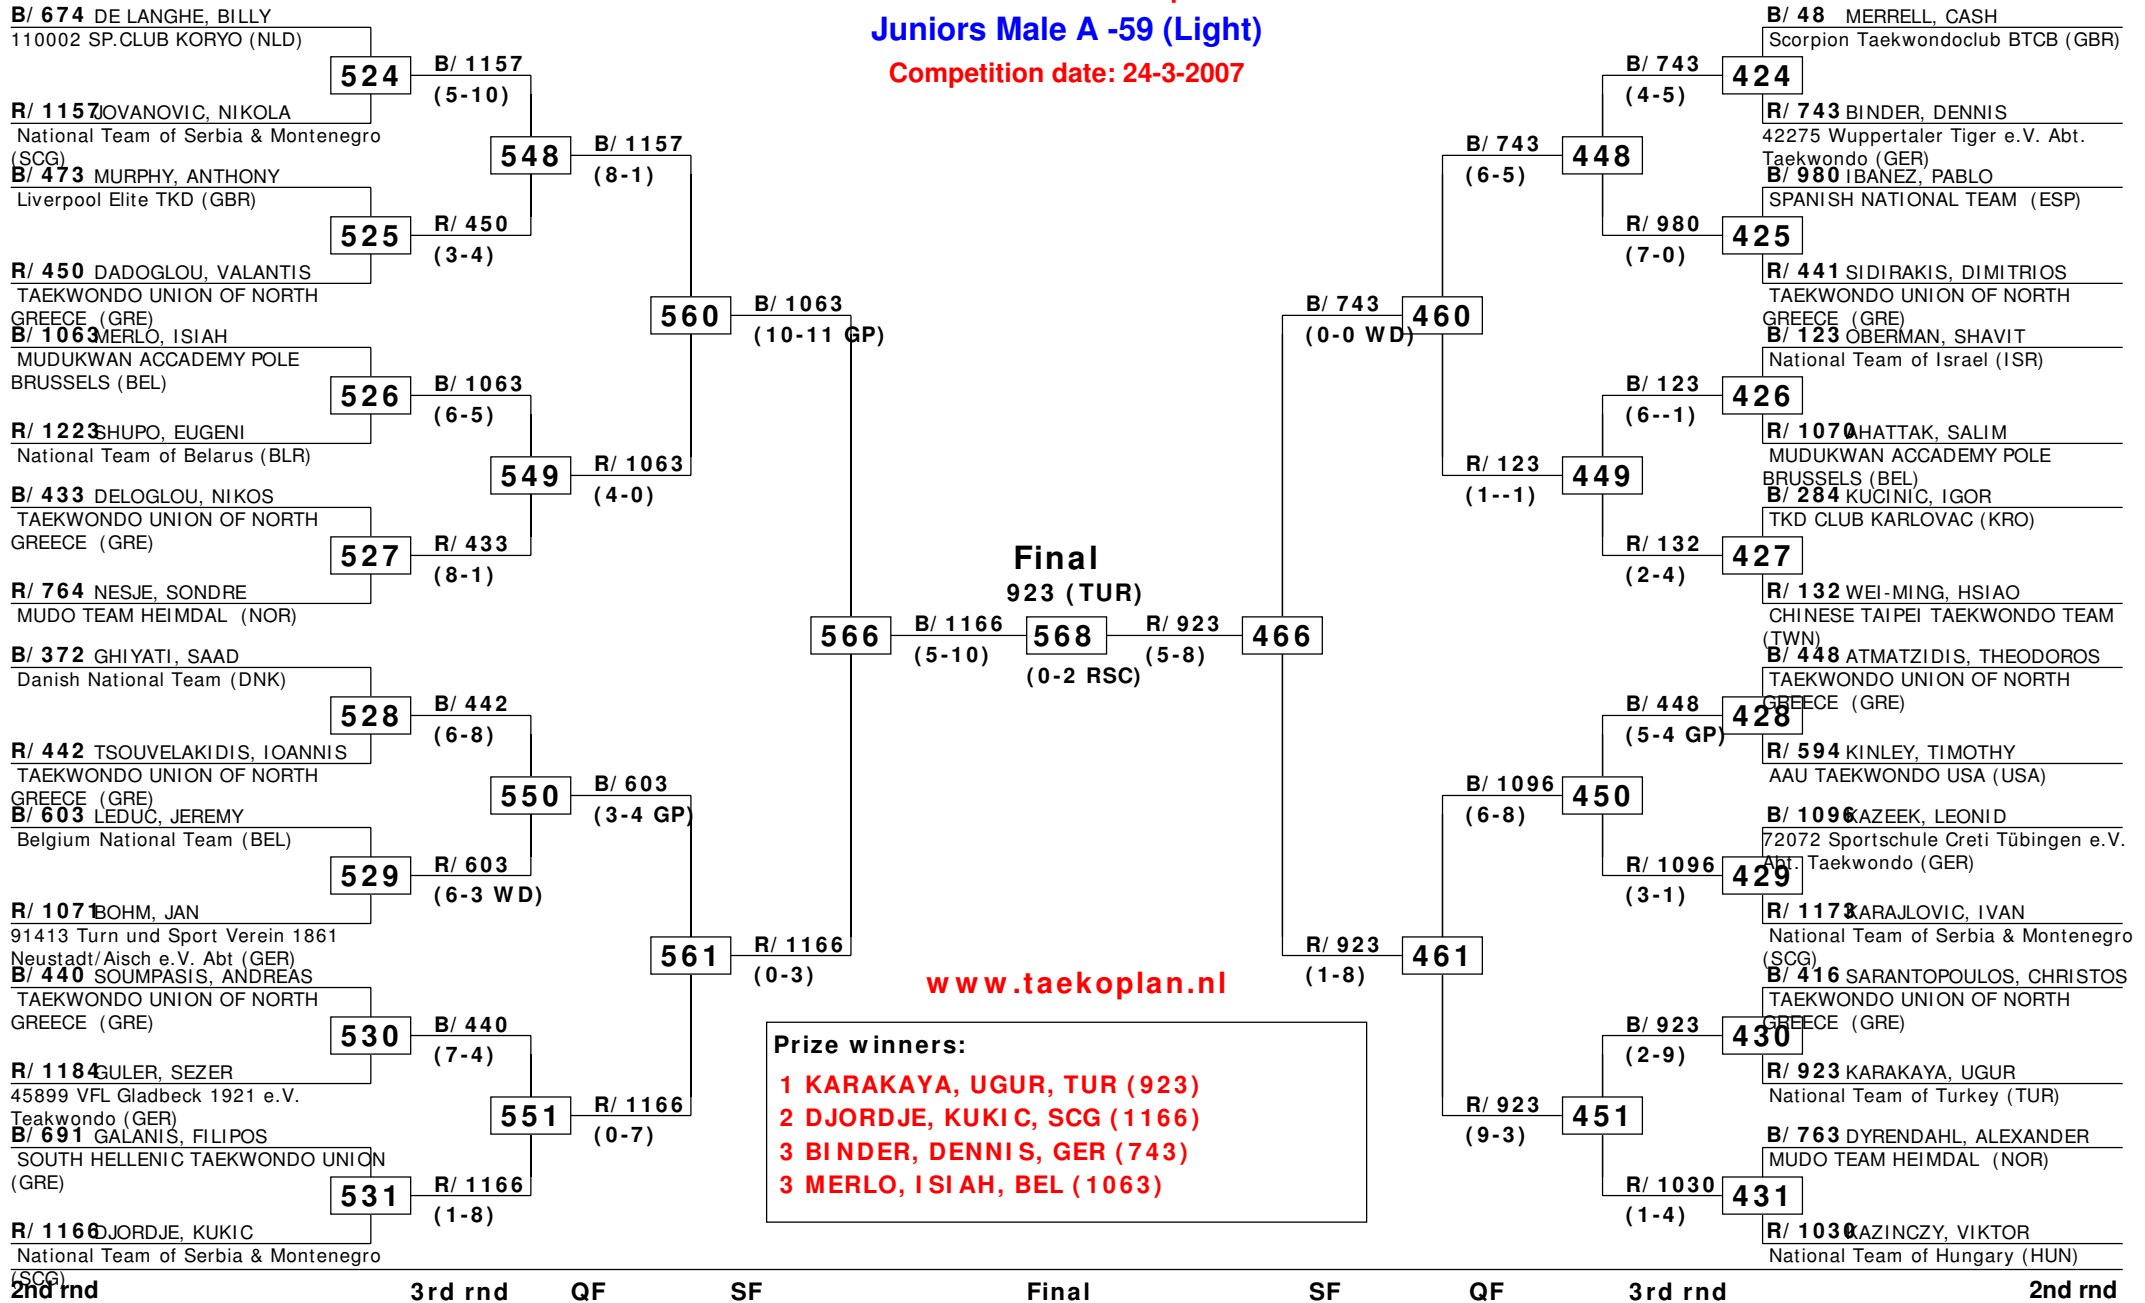 Juniors Male A -59 (Light)
Competition date: 24-3-2007
B/ 674 DE LANGHE, BILLY
110002 SP.CLUB KORYO (NLD)
524
B/ 1157
(5-10)
R/ 1157 JOVANOVIC, NIKOLA
National Team of Serbia & Montenegro
(SCG)
548
B/ 1157
(8-1)
B/ 473 MURPHY, ANTHONY
Liverpool Elite TKD (GBR)
525
R/ 450
(3-4)
R/ 450 DADOGLOU, VALANTIS
TAEKWONDO UNION OF NORTH
GREECE (GRE)
560
B/ 1063
(10-11 GP)
B/ 1063 MERLO, ISIAH
MUDUKWAN ACCADEMY POLE
BRUSSELS (BEL)
526
B/ 1063
(6-5)
R/ 1223 SHUPO, EUGENI
National Team of Belarus (BLR)
549
R/ 1063
(4-0)
B/ 433 DELOGLOU, NIKOS
TAEKWONDO UNION OF NORTH
GREECE (GRE)
527
R/ 433
(8-1)
R/ 764 NESJE, SONDRE
MUDO TEAM HEIMDAL (NOR)
566
B/ 1166
(5-10)
B/ 372 GHIYATI, SAAD
Danish National Team (DNK)
528
B/ 442
(6-8)
R/ 442 TSOUVELAKIDIS, IOANNIS
TAEKWONDO UNION OF NORTH
GREECE (GRE)
550
B/ 603
(3-4 GP)
B/ 603 LEDUC, JEREMY
Belgium National Team (BEL)
529
R/ 603
(6-3 WD)
R/ 1071 BOHM, JAN
91413 Turn und Sport Verein 1861
Neustadt/Aisch e.V. Abt (GER)
561
R/ 1166
(0-3)
B/ 440 SOUMPASIS, ANDREAS
TAEKWONDO UNION OF NORTH
GREECE (GRE)
530
B/ 440
(7-4)
R/ 1184 GULER, SEZER
45899 VFL Gladbeck 1921 e.V.
Teakwondo (GER)
551
R/ 1166
(0-7)
B/ 691 GALANIS, FILIPOS
SOUTH HELLENIC TAEKWONDO UNION
(GRE)
531
R/ 1166
(1-8)
R/ 1166 DJORDJE, KUKIC
National Team of Serbia & Montenegro
(SCG)
Final
923 (TUR)
568
(0-2 RSC)
R/ 923
(5-8)
466
www.taekoplan.nl
Prize winners:
1 KARAKAYA, UGUR, TUR (923)
2 DJORDJE, KUKIC, SCG (1166)
3 BINDER, DENNIS, GER (743)
3 MERLO, ISIAH, BEL (1063)
B/ 48 MERRELL, CASH
Scorpion Taekwondoclub BTCB (GBR)
B/ 743
(4-5)
424
R/ 743 BINDER, DENNIS
42275 Wuppertaler Tiger e.V. Abt.
Taekwondo (GER)
B/ 743
(6-5)
448
B/ 980 IBANEZ, PABLO
SPANISH NATIONAL TEAM (ESP)
R/ 980
(7-0)
425
R/ 441 SIDIRAKIS, DIMITRIOS
TAEKWONDO UNION OF NORTH
GREECE (GRE)
B/ 743
(0-0 WD)
460
B/ 123 OBERMAN, SHAVIT
National Team of Israel (ISR)
B/ 123
(6--1)
426
R/ 1070 AHATTAK, SALIM
MUDUKWAN ACCADEMY POLE
BRUSSELS (BEL)
R/ 123
(1--1)
449
B/ 284 KUCINIC, IGOR
TKD CLUB KARLOVAC (KRO)
R/ 132
(2-4)
427
R/ 132 WEI-MING, HSIAO
CHINESE TAIPEI TAEKWONDO TEAM
(TWN)
B/ 448 ATMATZIDIS, THEODOROS
TAEKWONDO UNION OF NORTH
GREECE (GRE)
B/ 448
(5-4 GP)
428
R/ 594 KINLEY, TIMOTHY
AAU TAEKWONDO USA (USA)
B/ 1096
(6-8)
450
B/ 1096 KAZEEK, LEONID
72072 Sportschule Creti Tübingen e.V.
Abt. Taekwondo (GER)
R/ 1096
(3-1)
429
R/ 1173 KARAJLOVIC, IVAN
National Team of Serbia & Montenegro
(SCG)
R/ 923
(1-8)
461
B/ 416 SARANTOPOULOS, CHRISTOS
TAEKWONDO UNION OF NORTH
GREECE (GRE)
B/ 923
(2-9)
430
R/ 923 KARAKAYA, UGUR
National Team of Turkey (TUR)
R/ 923
(9-3)
451
B/ 763 DYRENDAHL, ALEXANDER
MUDO TEAM HEIMDAL (NOR)
R/ 1030
(1-4)
431
R/ 1030 KAZINCZY, VIKTOR
National Team of Hungary (HUN)
2nd rnd 3rd rnd QF SF Final SF QF 3rd rnd 2nd rnd